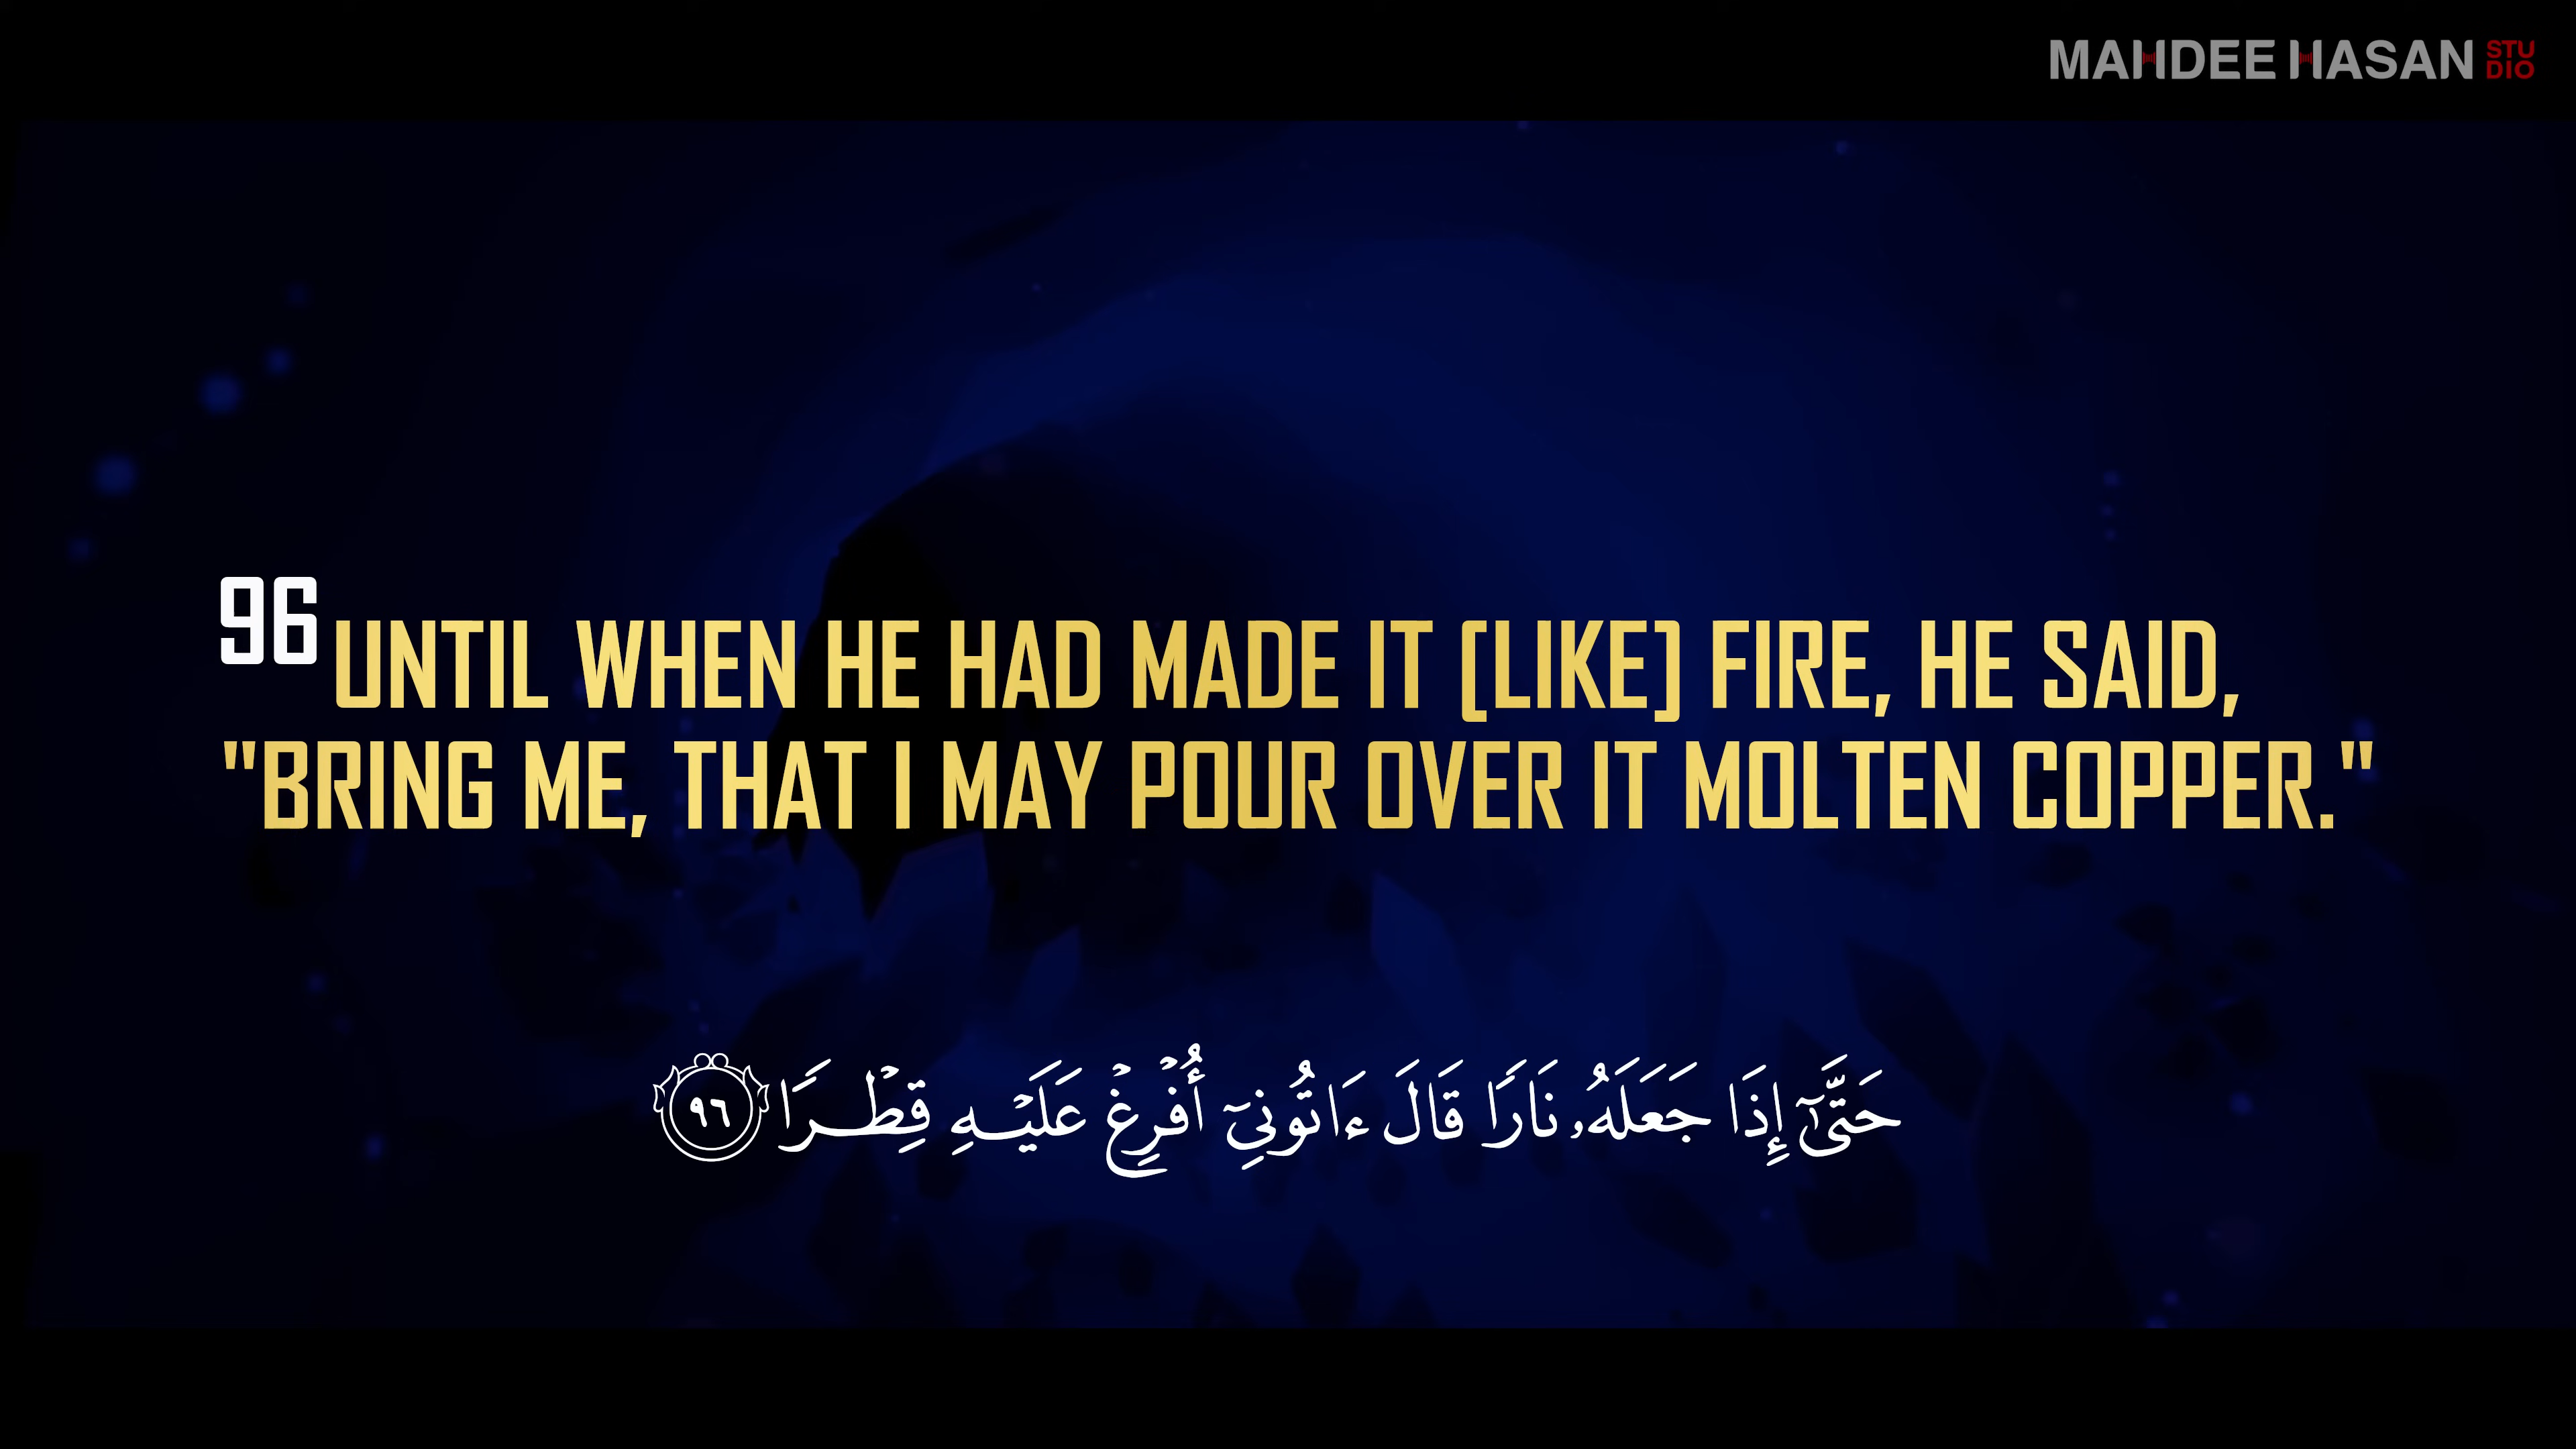 MAHDEE HASAN STUDIO
96 UNTIL WHEN HE HAD MADE IT [LIKE] FIRE, HE SAID,
"BRING ME, THAT I MAY POUR OVER IT MOLTEN COPPER."
حَتَّىٰٓ إِذَا جَعَلَهُۥ نَارًا قَالَ ءَاتُونِىٓ أُفْرِغْ عَلَيْهِ قِطْرًا ٩٦